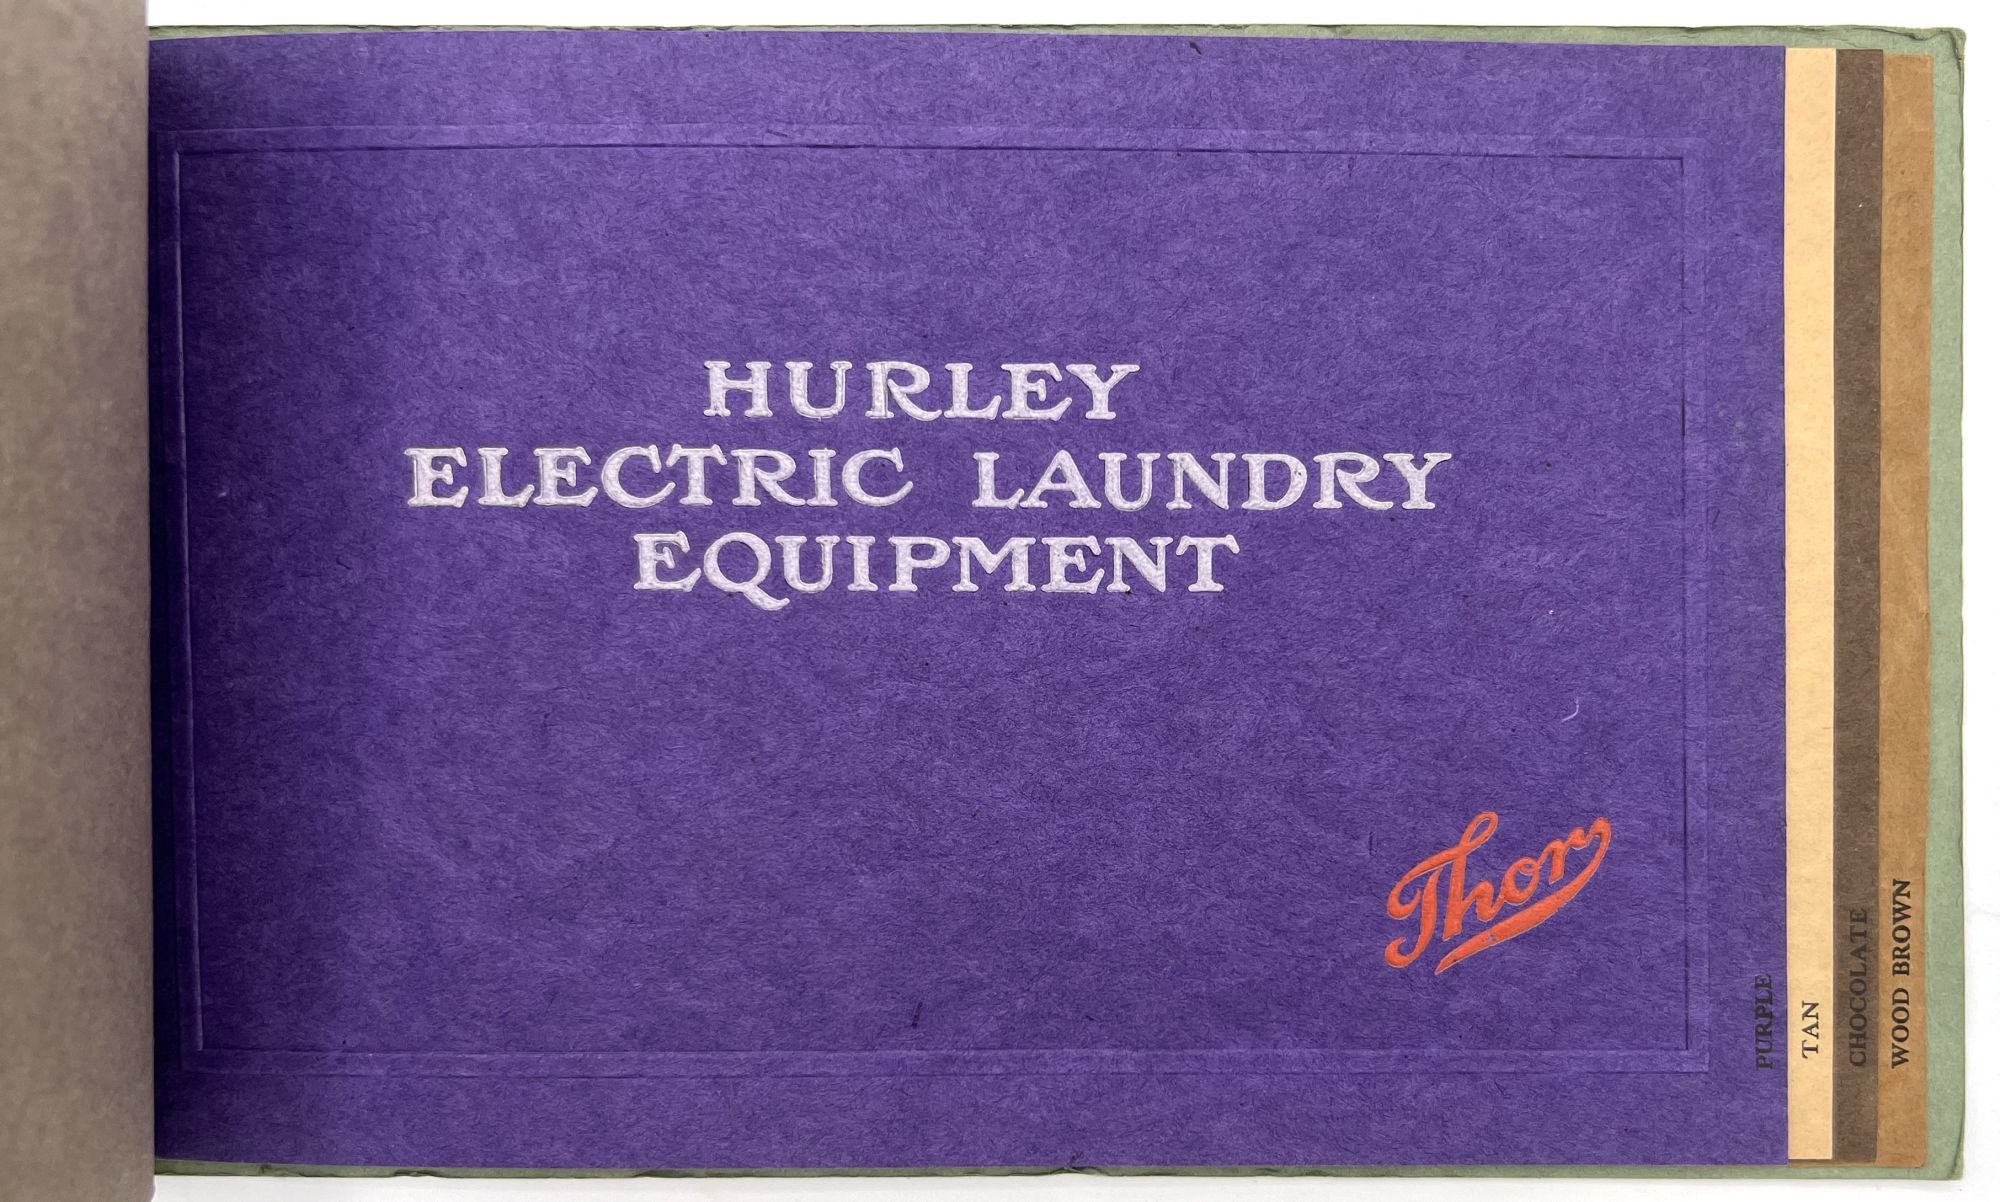 HURLEY
ELECTRIC LAUNDRY
EQUIPMENT
Thor
PURPLE
TAN
CHOCOLATE
WOOD BROWN